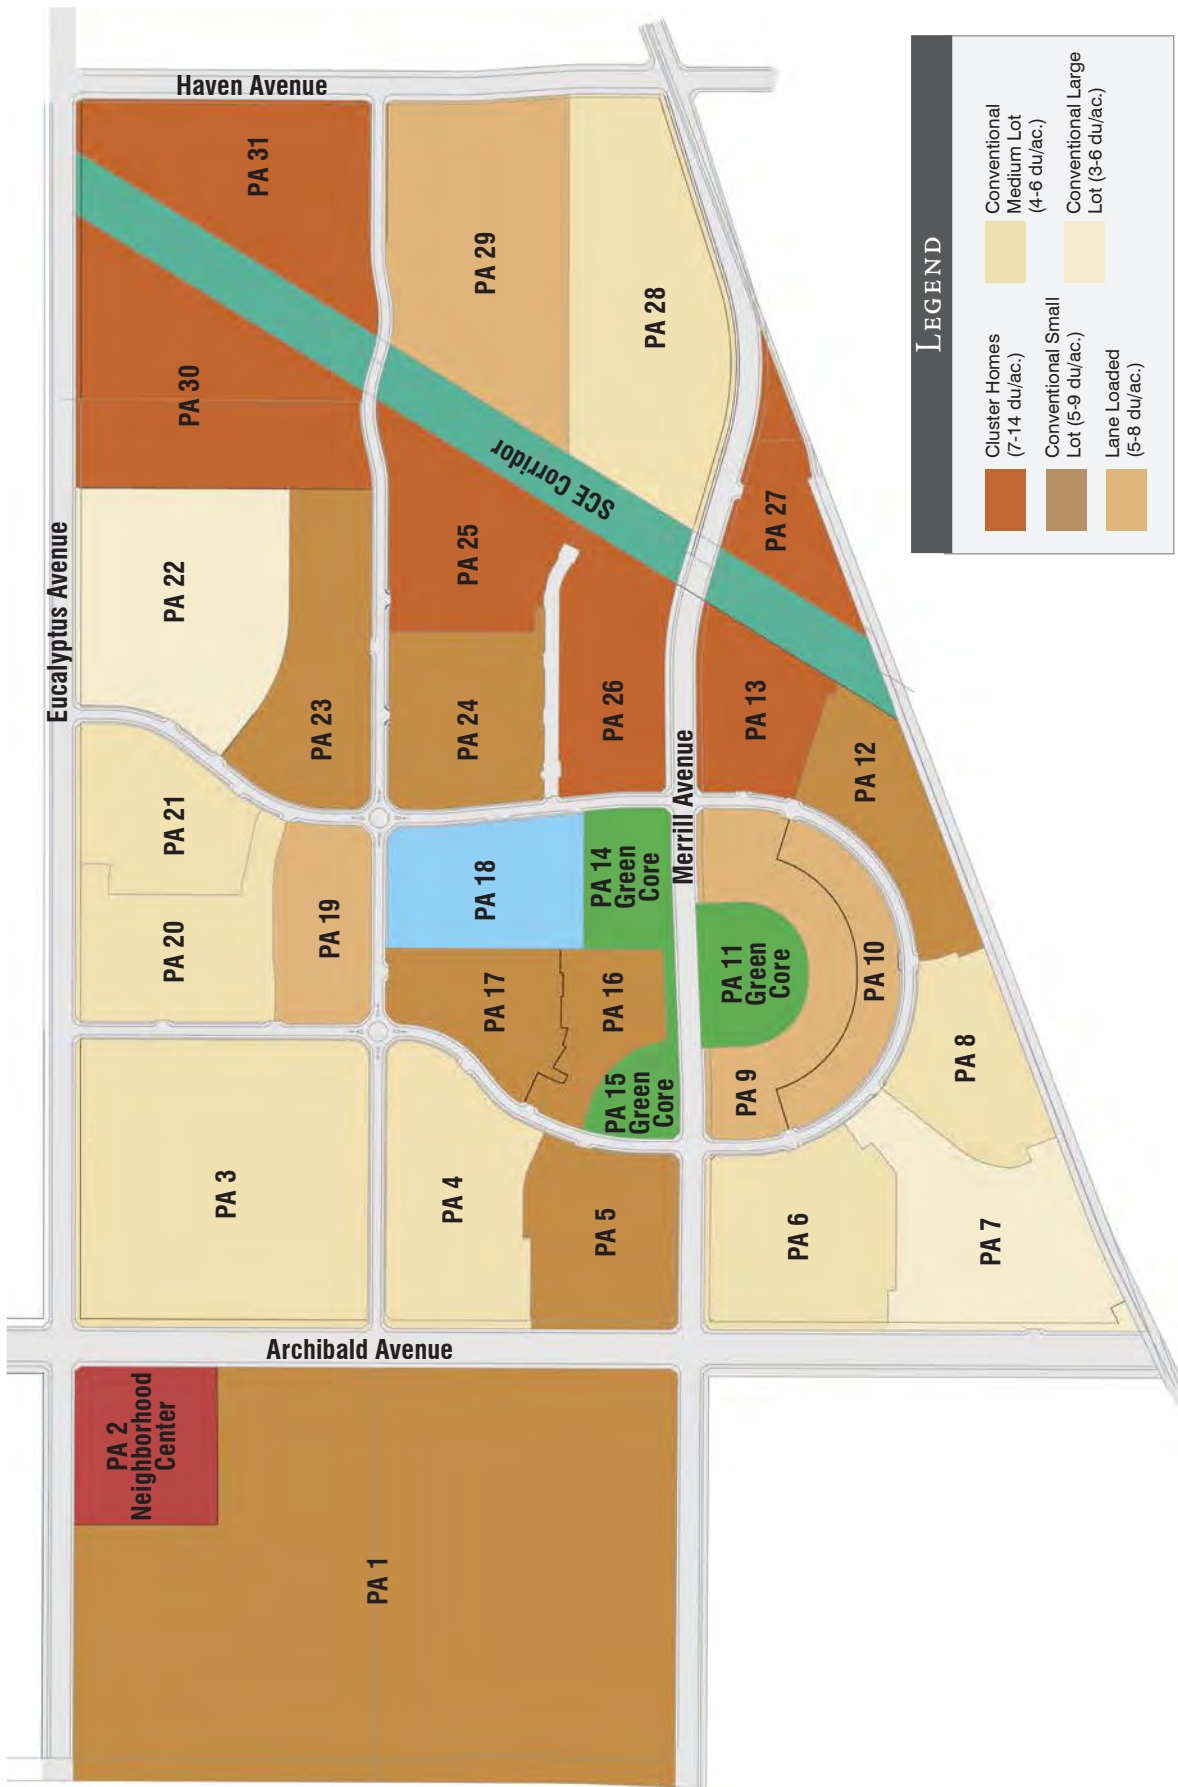 Haven Avenue
PA 31
PA 30
PA 29
PA 28
SCE Corridor
Eucalyptus Avenue
PA 22
PA 25
PA 27
PA 23
PA 24
PA 26
PA 13
Merrill Avenue
PA 12
PA 21
PA 20
PA 19
PA 18
PA 14
Green
Core
PA 17
PA 16
PA 11
Green
Core
PA 10
PA 15
Green
Core
PA 9
PA 8
PA 3
PA 4
PA 5
PA 6
PA 7
Archibald Avenue
PA 2
Neighborhood
Center
PA 1
LEGEND
Cluster Homes
(7-14 du/ac.)
Conventional Small
Lot (5-9 du/ac.)
Lane Loaded
(5-8 du/ac.)
Conventional
Medium Lot
(4-6 du/ac.)
Conventional Large
Lot (3-6 du/ac.)